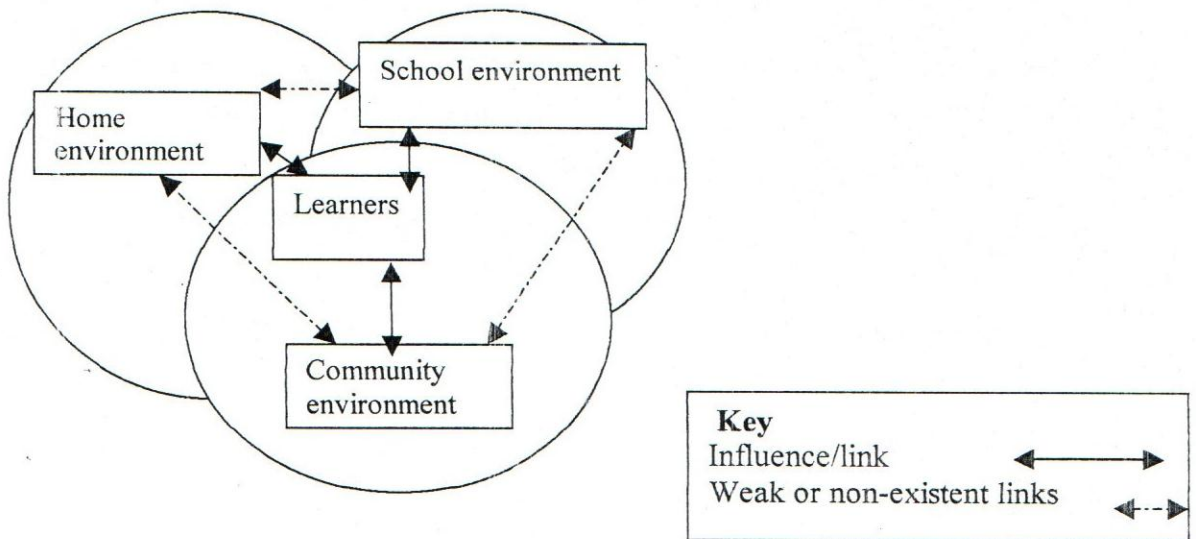 School environment
Home
environment
Learners
Community
environment
Key
Influence/link
Weak or non-existent links